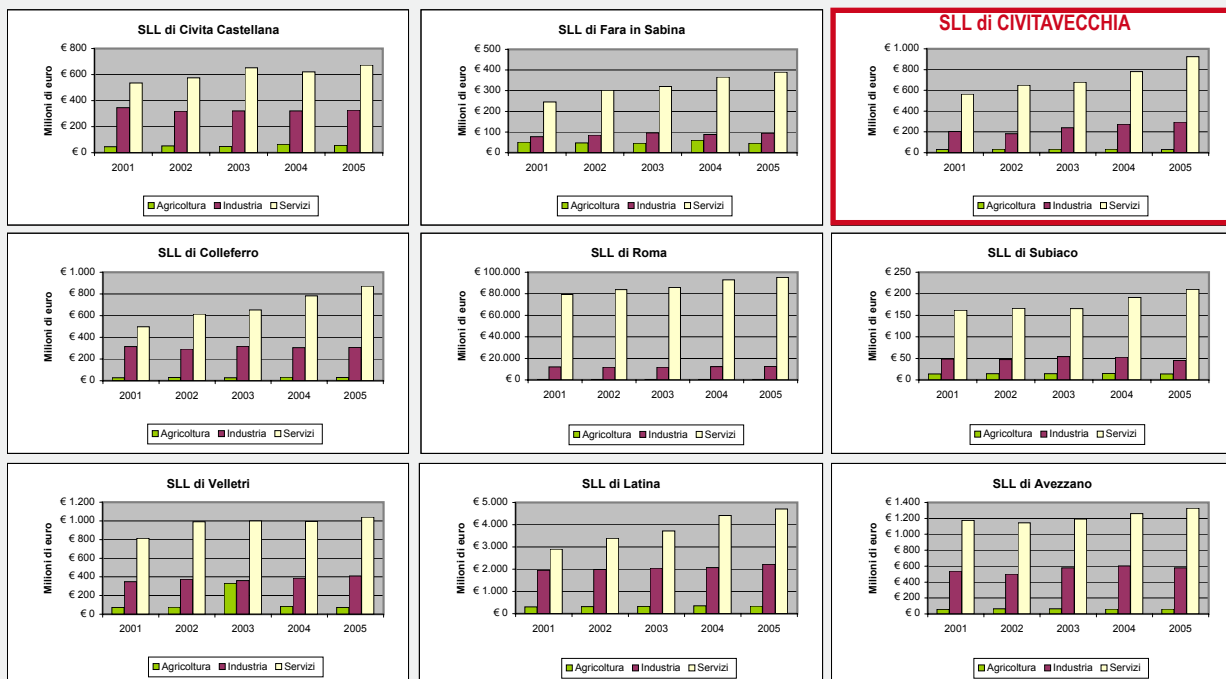 SLL di Civita Castellana
Milioni di euro
€ 800
€ 600
€ 400
€ 200
€ 0
2001 2002 2003 2004 2005
Agricoltura Industria Servizi
SLL di Fara in Sabina
Milioni di euro
€ 500
€ 400
€ 300
€ 200
€ 100
€ 0
2001 2002 2003 2004 2005
Agricoltura Industria Servizi
SLL di CIVITAVECCHIA
Milioni di euro
€ 1.000
€ 800
€ 600
€ 400
€ 200
€ 0
2001 2002 2003 2004 2005
Agricoltura Industria Servizi
SLL di Colleferro
Milioni di euro
€ 1.000
€ 800
€ 600
€ 400
€ 200
€ 0
2001 2002 2003 2004 2005
Agricoltura Industria Servizi
SLL di Roma
Milioni di euro
€ 100.000
€ 80.000
€ 60.000
€ 40.000
€ 20.000
€ 0
2001 2002 2003 2004 2005
Agricoltura Industria Servizi
SLL di Subiaco
Milioni di euro
€ 250
€ 200
€ 150
€ 100
€ 50
€ 0
2001 2002 2003 2004 2005
Agricoltura Industria Servizi
SLL di Velletri
Milioni di euro
€ 1.200
€ 1.000
€ 800
€ 600
€ 400
€ 200
€ 0
2001 2002 2003 2004 2005
Agricoltura Industria Servizi
SLL di Latina
Milioni di euro
€ 5.000
€ 4.000
€ 3.000
€ 2.000
€ 1.000
€ 0
2001 2002 2003 2004 2005
Agricoltura Industria Servizi
SLL di Avezzano
Milioni di euro
€ 1.400
€ 1.200
€ 1.000
€ 800
€ 600
€ 400
€ 200
€ 0
2001 2002 2003 2004 2005
Agricoltura Industria Servizi